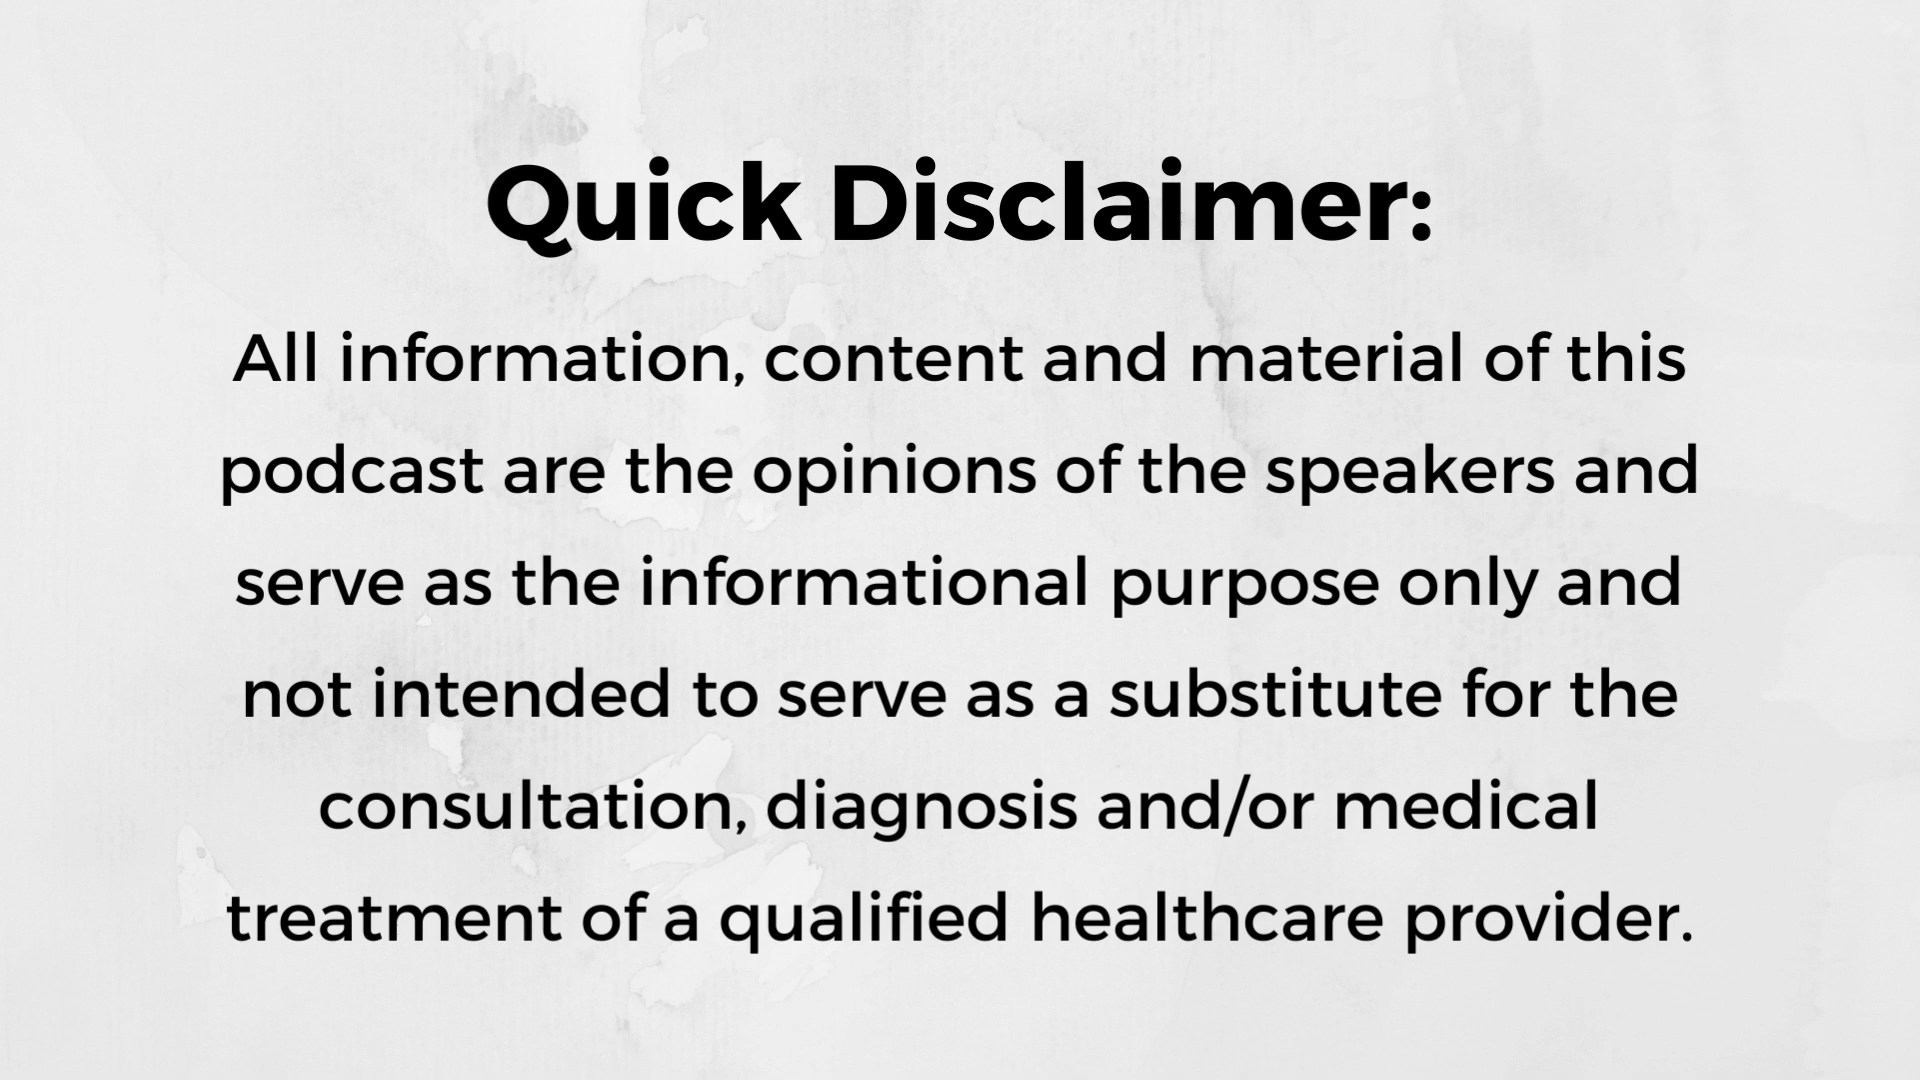 Quick Disclaimer:
All information, content and material of this
podcast are the opinions of the speakers and
serve as the informational purpose only and
not intended to serve as a substitute for the
consultation, diagnosis and/or medical
treatment of a qualified healthcare provider.